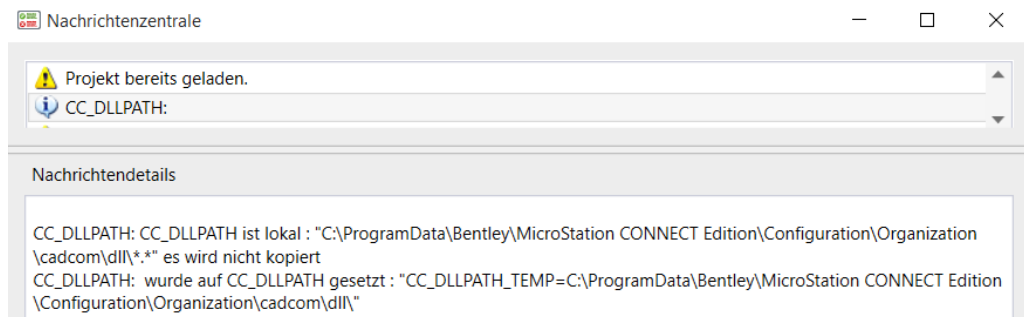 Nachrichtenzentrale
Projekt bereits geladen.
CC_DLLPATH:
Nachrichtendetails
CC_DLLPATH: CC_DLLPATH ist lokal : "C:\ProgramData\Bentley\MicroStation CONNECT Edition\Configuration\Organization
\cadcom\dll\*.*" es wird nicht kopiert
CC_DLLPATH:  wurde auf CC_DLLPATH gesetzt : "CC_DLLPATH_TEMP=C:\ProgramData\Bentley\MicroStation CONNECT Edition
\Configuration\Organization\cadcom\dll\"